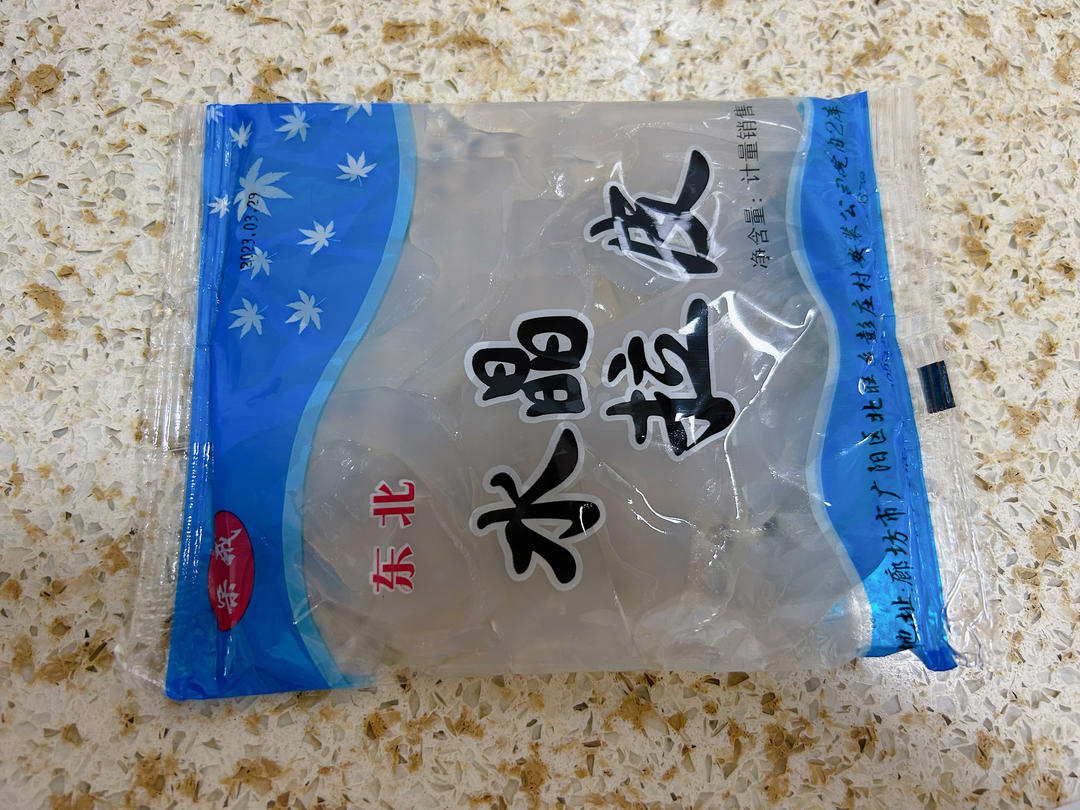 2023.03.29
东北
水晶
拉皮
净含量：计量销售
地址:廊坊市广阳区北旺乡彭庄村